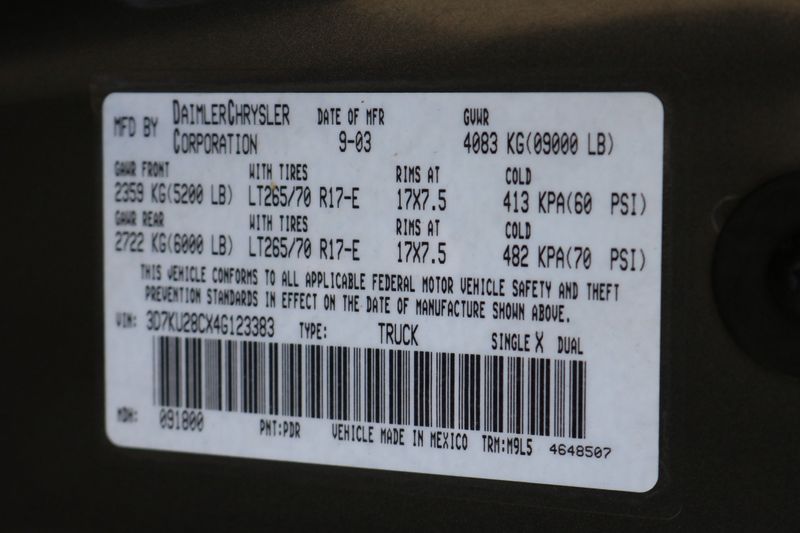 MFD BY DAIMLERCHRYSLER CORPORATION DATE OF MFR 9-03 GVWR 4083 KG(09000 LB)
GAWR FRONT WITH TIRES RIMS AT COLD
2359 KG(5200 LB) LT265/70 R17-E 17X7.5 413 KPA(60 PSI)
GAWR REAR WITH TIRES RIMS AT COLD
2722 KG(6000 LB) LT265/70 R17-E 17X7.5 482 KPA(70 PSI)
THIS VEHICLE CONFORMS TO ALL APPLICABLE FEDERAL MOTOR VEHICLE SAFETY AND THEFT
PREVENTION STANDARDS IN EFFECT ON THE DATE OF MANUFACTURE SHOWN ABOVE.
VIN: 3D7KU28CX4G123383 TYPE: TRUCK SINGLE X DUAL
MDH: 091800 PNT:PDR VEHICLE MADE IN MEXICO TRM:M9L5 4648507